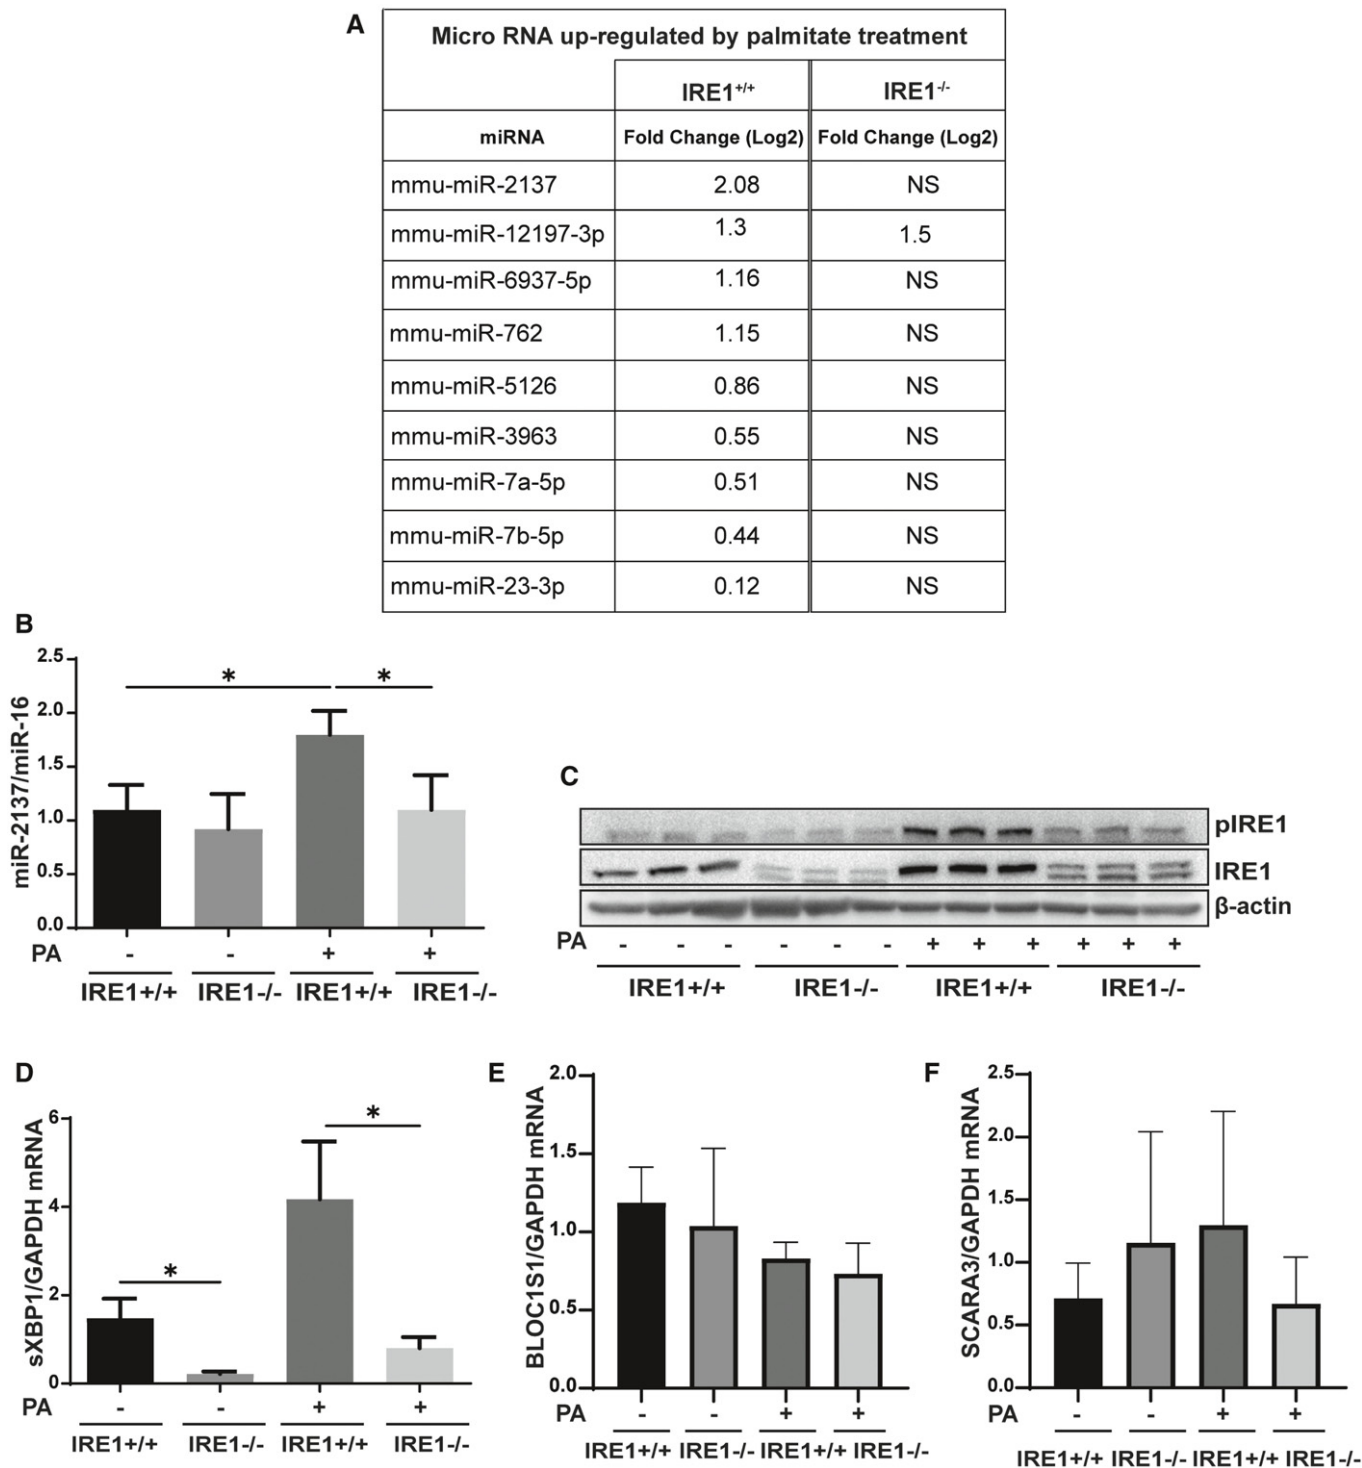 A
Micro RNA up-regulated by palmitate treatment
IRE1+/+ IRE1-/-
miRNA Fold Change (Log2) Fold Change (Log2)
mmu-miR-2137 2.08 NS
mmu-miR-12197-3p 1.3 1.5
mmu-miR-6937-5p 1.16 NS
mmu-miR-762 1.15 NS
mmu-miR-5126 0.86 NS
mmu-miR-3963 0.55 NS
mmu-miR-7a-5p 0.51 NS
mmu-miR-7b-5p 0.44 NS
mmu-miR-23-3p 0.12 NS
B
miR-2137/miR-16
2.5
2.0
1.5
1.0
0.5
0.0
* *
PA - - + +
IRE1+/+ IRE1-/- IRE1+/+ IRE1-/-
C
pIRE1
IRE1
β-actin
PA - - - - - - + + + + + +
IRE1+/+ IRE1-/- IRE1+/+ IRE1-/-
D
sXBP1/GAPDH mRNA
6
4
2
0
* *
PA - - + +
IRE1+/+ IRE1-/- IRE1+/+ IRE1-/-
E
BLOC1S1/GAPDH mRNA
2.0
1.5
1.0
0.5
0.0
PA - - + +
IRE1+/+ IRE1-/- IRE1+/+ IRE1-/-
F
SCARA3/GAPDH mRNA
2.5
2.0
1.5
1.0
0.5
0.0
PA - - + +
IRE1+/+ IRE1-/- IRE1+/+ IRE1-/-